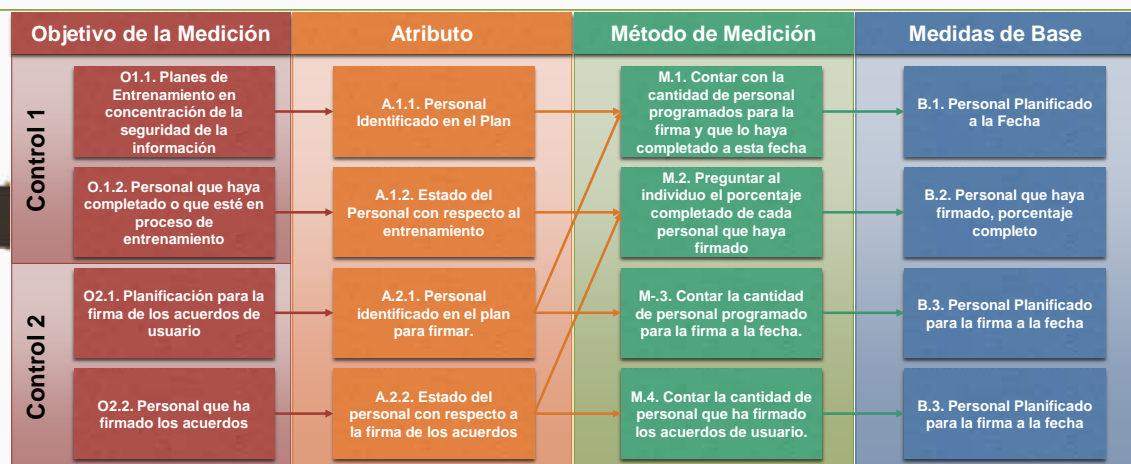 Objetivo de la Medición
Atributo
Método de Medición
Medidas de Base
Control 1
O1.1. Planes de
Entrenamiento en
concentración de la
seguridad de la
información
A.1.1. Personal
Identificado en el Plan
M.1. Contar con la
cantidad de personal
programados para la
firma y que lo haya
completado a esta fecha
B.1. Personal Planificado
a la Fecha
O.1.2. Personal que haya
completado o que esté en
proceso de
entrenamiento
A.1.2. Estado del
Personal con respecto al
entrenamiento
M.2. Preguntar al
individuo el porcentaje
completado de cada
personal que haya
firmado
B.2. Personal que haya
firmado, porcentaje
completo
Control 2
O2.1. Planificación para la
firma de los acuerdos de
usuario
A.2.1. Personal
identificado en el plan
para firmar.
M-.3. Contar la cantidad
de personal programado
para la firma a la fecha.
B.3. Personal Planificado
para la firma a la fecha
O2.2. Personal que ha
firmado los acuerdos
A.2.2. Estado del
personal con respecto a
la firma de los acuerdos
M.4. Contar la cantidad de
personal que ha firmado
los acuerdos de usuario.
B.3. Personal Planificado
para la firma a la fecha